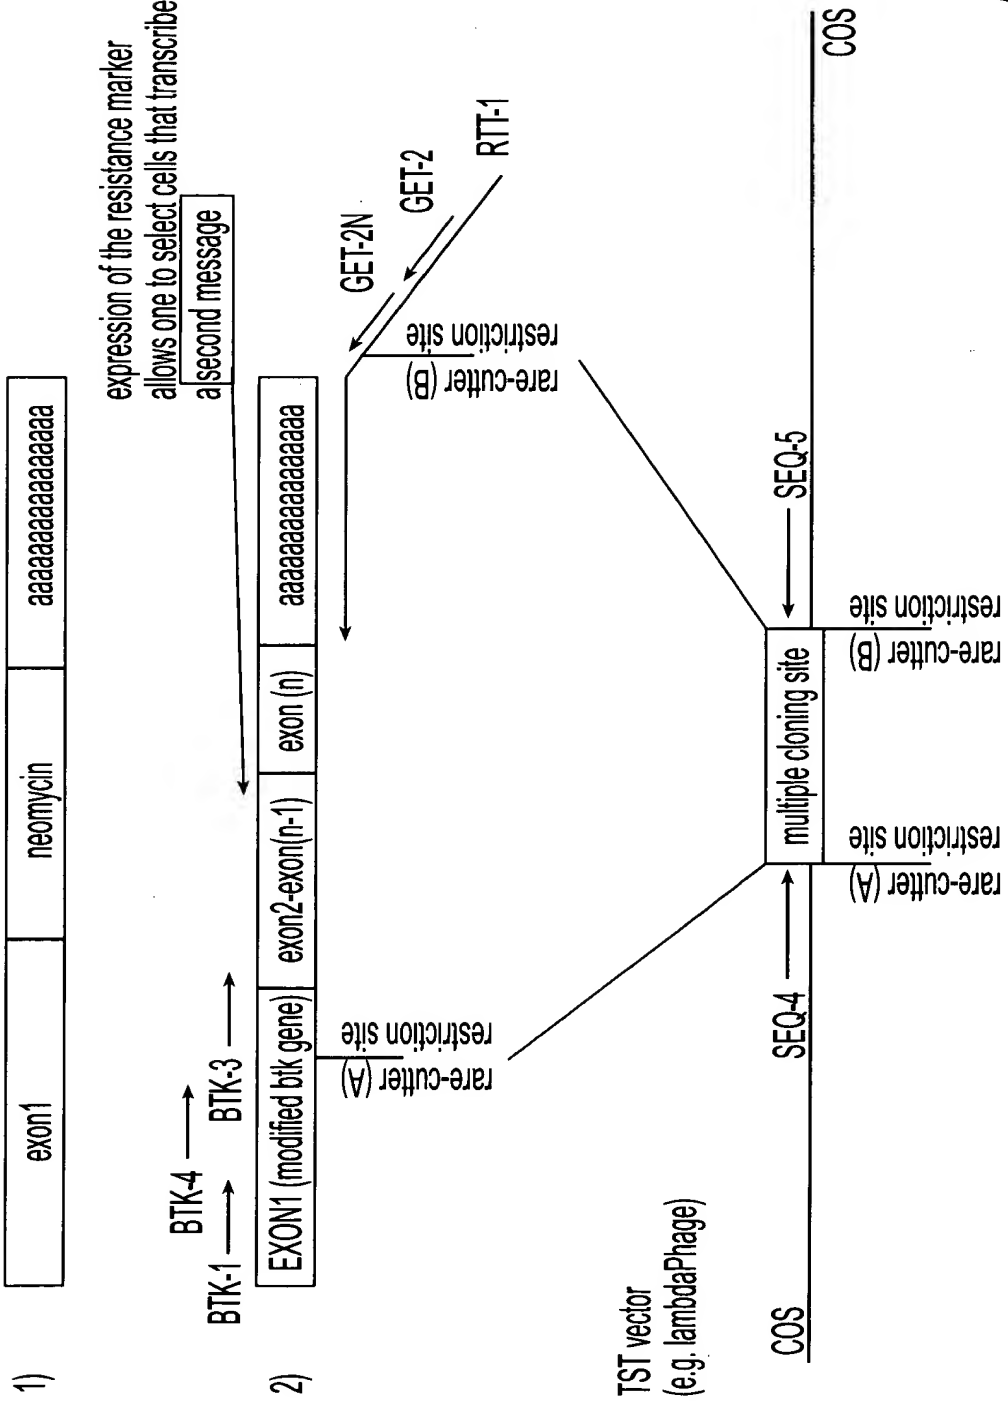 1)
exon1
neomycin
aaaaaaaaaaaaaa
expression of the resistance marker
allows one to select cells that transcribe
a second message
BTK-4
BTK-1
BTK-3
2)
EXON1 (modified btk gene)
exon2-exon(n-1)
exon (n)
aaaaaaaaaaaaaa
GET-2N
GET-2
RTT-1
rare-cutter (A)
restriction site
rare-cutter (B)
restriction site
TST vector
(e.g. lambdaPhage)
COS
SEQ-4
multiple cloning site
SEQ-5
COS
rare-cutter (A)
restriction site
rare-cutter (B)
restriction site